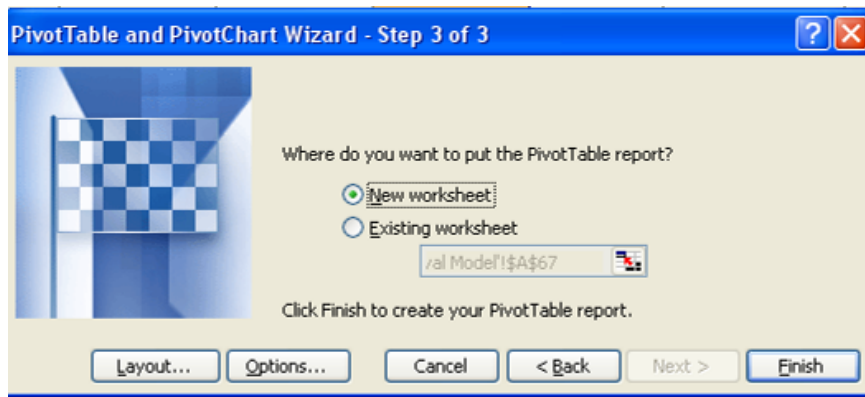 PivotTable and PivotChart Wizard - Step 3 of 3
Where do you want to put the PivotTable report?
New worksheet
Existing worksheet
Model'!$A$67
Click Finish to create your PivotTable report.
Layout... Options... Cancel < Back Next > Finish